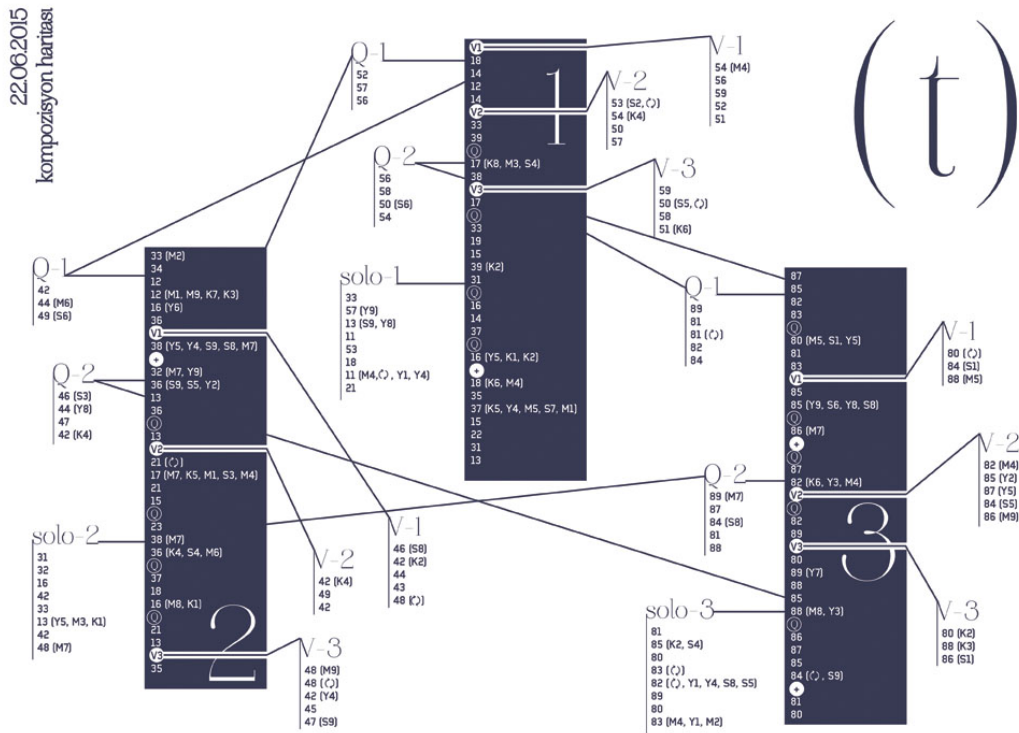 22.06.2015
kompozisyon haritası
( t )
Q-1
52
57
56
V1
18
14
12
14
V2
33
39
Q
17 (K8, M3, S4)
38
V3
17
Q
33
19
15
39 (K2)
31
Q
16
14
37
Q
16 (Y5, K1, K2)
+
18 (K6, M4)
35
37 (K5, Y4, M5, S7, M1)
15
22
31
13
1
V-1
54 (M4)
56
59
52
51
V-2
53 (S2, ↻)
54 (K4)
50
57
Q-2
56
58
50 (S6)
54
V-3
59
50 (S5, ↻)
58
51 (K6)
solo-1
33
57 (Y9)
13 (S9, Y8)
11
53
18
11 (M4, ↻, Y1, Y4)
21
Q-1
42
44 (M6)
49 (S6)
33 (M2)
34
12
12 (M1, M9, K7, K3)
16 (Y6)
36
V1
38 (Y5, Y4, S9, S8, M7)
+
32 (M7, Y9)
36 (S9, S5, Y2)
13
36
Q
13
V2
21 (↻)
17 (M7, K5, M1, S3, M4)
21
15
Q
23
38 (M7)
36 (K4, S4, M6)
Q
37
18
16 (M8, K1)
Q
21
13
V3
35
2
Q-2
46 (S3)
44 (Y8)
47
42 (K4)
solo-2
31
32
16
42
33
13 (Y5, M3, K1)
42
48 (M7)
V-1
46 (S8)
42 (K2)
44
43
48 (↻)
V-2
42 (K4)
49
42
V-3
48 (M9)
48 (↻)
42 (Y4)
45
47 (S9)
Q-1
89
81
81 (↻)
82
84
87
85
82
83
Q
80 (M5, S1, Y5)
81
83
V1
85
85 (Y9, S6, Y8, S8)
Q
86 (M7)
+
Q
87
82 (K6, Y3, M4)
V2
Q
82
89
V3
80
89 (Y7)
88
85
88 (M8, Y3)
Q
86
87
85
84 (↻, S9)
+
81
80
3
V-1
80 (↻)
84 (S1)
88 (M5)
V-2
82 (M4)
85 (Y2)
87 (Y5)
84 (S5)
86 (M9)
Q-2
89 (M7)
87
84 (S8)
81
88
V-3
80 (K2)
88 (K3)
86 (S1)
solo-3
81
85 (K2, S4)
80
83 (↻)
82 (↻, Y1, Y4, S8, S5)
89
80
83 (M4, Y1, M2)